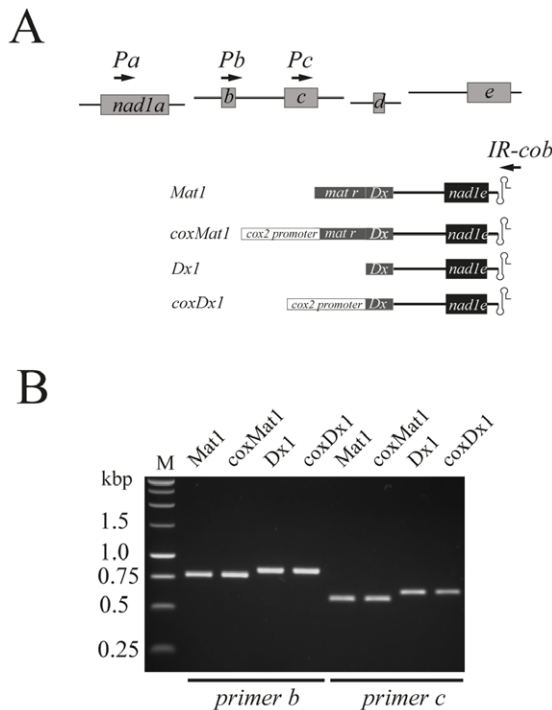 A
Pa Pb Pc
nad1a b c d e
IR-cob
Mat1 mat r Dx nad1e
coxMat1 cox2 promoter mat r Dx nad1e
Dx1 Dx nad1e
coxDx1 cox2 promoter Dx nad1e
B
Mat1 coxMat1 Dx1 coxDx1 Mat1 coxMat1 Dx1 coxDx1
kbp M
1.5
1.0
0.75
0.5
0.25
primer b primer c